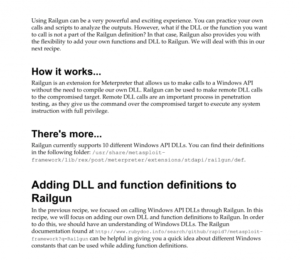 Using Railgun can be a very powerful and exciting experience. You can practice your own
calls and scripts to analyze the outputs. However, what if the DLL or the function you want
to call is not a part of the Railgun definition? In that case, Railgun also provides you with
the flexibility to add your own functions and DLL to Railgun. We will deal with this in our
next recipe.
How it works...
Railgun is an extension for Meterpreter that allows us to make calls to a Windows API
without the need to compile our own DLL. Railgun can be used to make remote DLL calls
to the compromised target. Remote DLL calls are an important process in penetration
testing, as they give us the command over the compromised target to execute any system
instruction with full privilege.
There's more...
Railgun currently supports 10 different Windows API DLLs. You can find their definitions
in the following folder: /usr/share/metasploit-
framework/lib/rex/post/meterpreter/extensions/stdapi/railgun/def.
Adding DLL and function definitions to
Railgun
In the previous recipe, we focused on calling Windows API DLLs through Railgun. In this
recipe, we will focus on adding our own DLL and function definitions to Railgun. In order
to do this, we should have an understanding of Windows DLLs. The Railgun
documentation found at http://www.rubydoc.info/search/github/rapid7/metasploit-
framework?q=Railgun can be helpful in giving you a quick idea about different Windows
constants that can be used while adding function definitions.